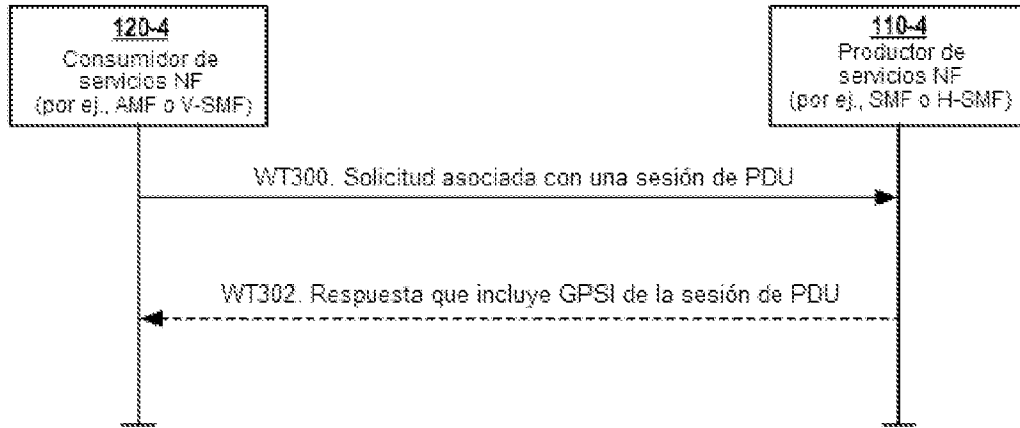 120-4
Consumidor de
servicios NF
(por ej., AMF o V-SMF)
110-4
Productor de
servicios NF
(por ej., SMF o H-SMF)
WT300. Solicitud asociada con una sesión de PDU
WT302. Respuesta que incluye GPSI de la sesión de PDU